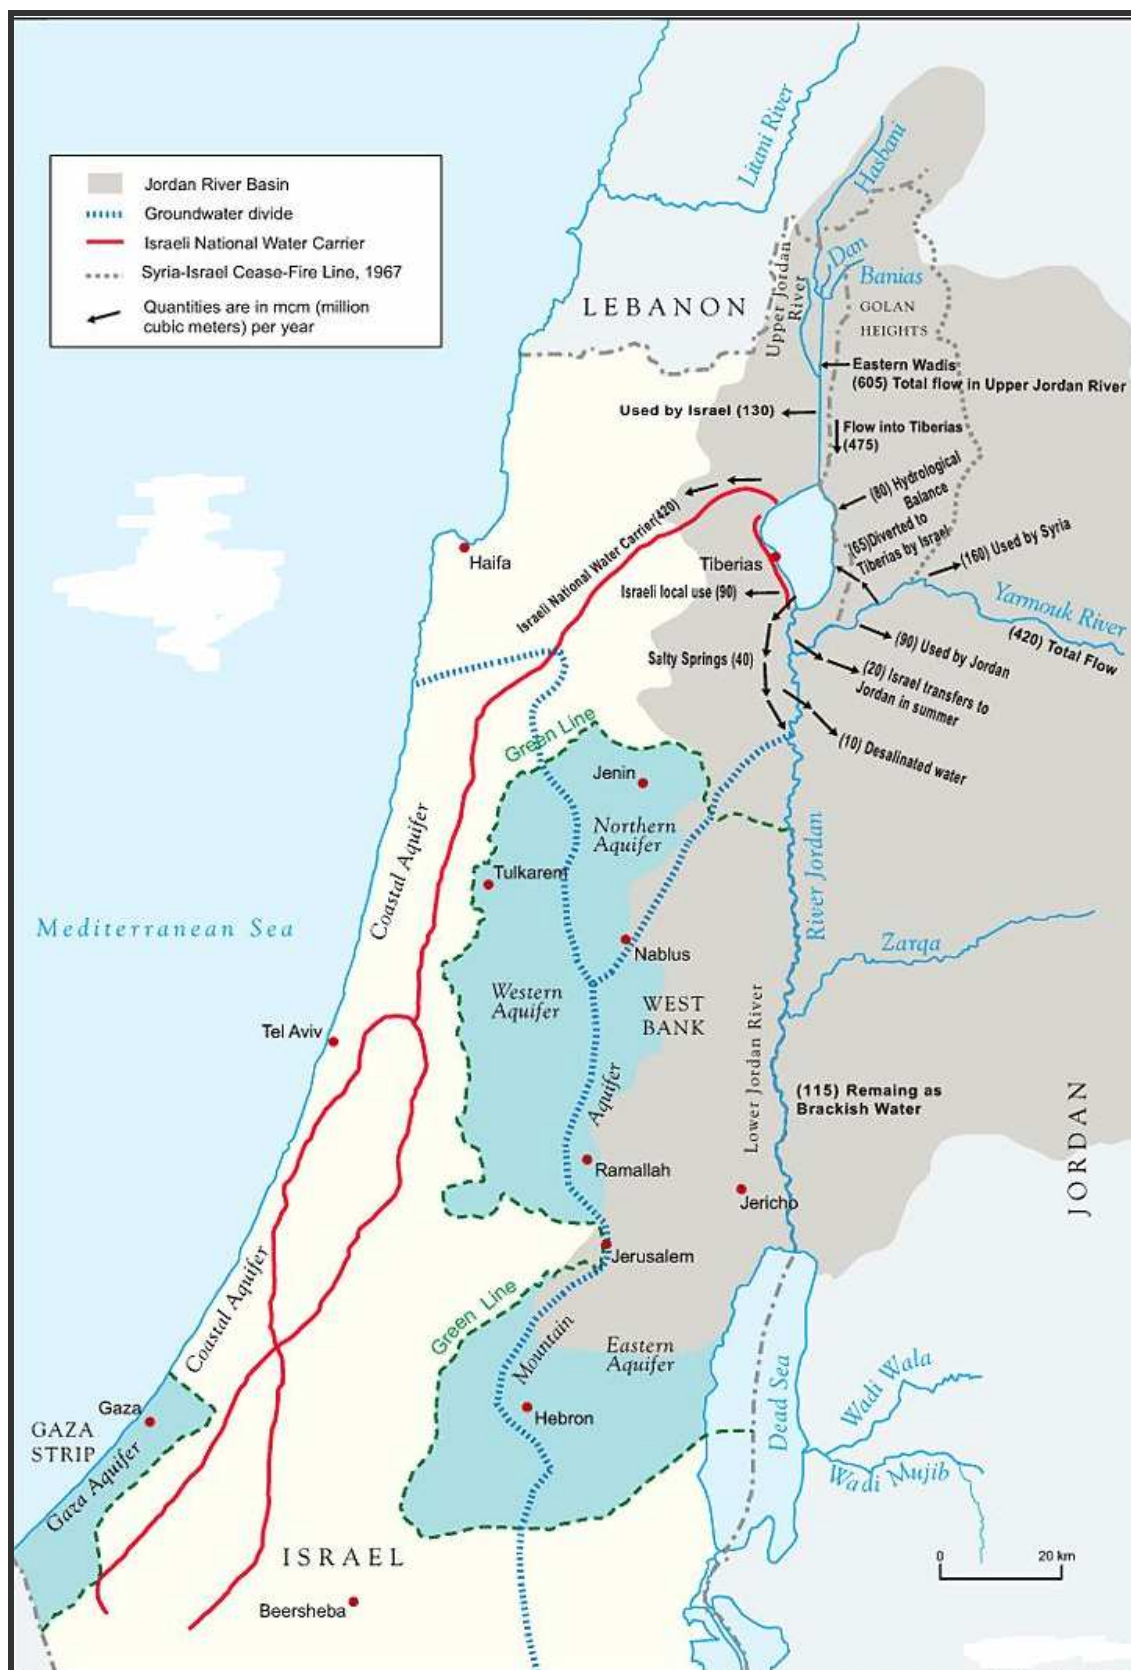 Jordan River Basin
Groundwater divide
Israeli National Water Carrier
Syria-Israel Cease-Fire Line, 1967
Quantities are in mcm (million
cubic meters) per year
Litani River
Hasbani
Dan
Banias
Upper Jordan
River
LEBANON
GOLAN
HEIGHTS
Eastern Wadis
(605) Total flow in Upper Jordan River
Used by Israel (130)
Flow into Tiberias
(475)
(80) Hydrological
Balance
(65)Diverted to
Tiberias by Israel
(160) Used by Syria
Israeli National Water Carrier(420)
Haifa
Tiberias
Israeli local use (90)
Yarmouk River
(420) Total Flow
(90) Used by Jordan
Salty Springs (40)
(20) Israel transfers to
Jordan in summer
(10) Desalinated water
Green Line
Jenin
Northern
Aquifer
Coastal Aquifer
Tulkarem
River Jordan
Mediterranean Sea
Zarqa
Nablus
Western
Aquifer
WEST
BANK
Tel Aviv
Lower Jordan River
Aquifer
(115) Remaing as
Brackish Water
JORDAN
Ramallah
Jericho
Jerusalem
Coastal Aquifer
Green Line
Mountain
Eastern
Aquifer
Dead Sea
Wadi Wala
Gaza
GAZA
STRIP
Gaza Aquifer
Hebron
Wadi Mujib
ISRAEL
0 20 km
Beersheba